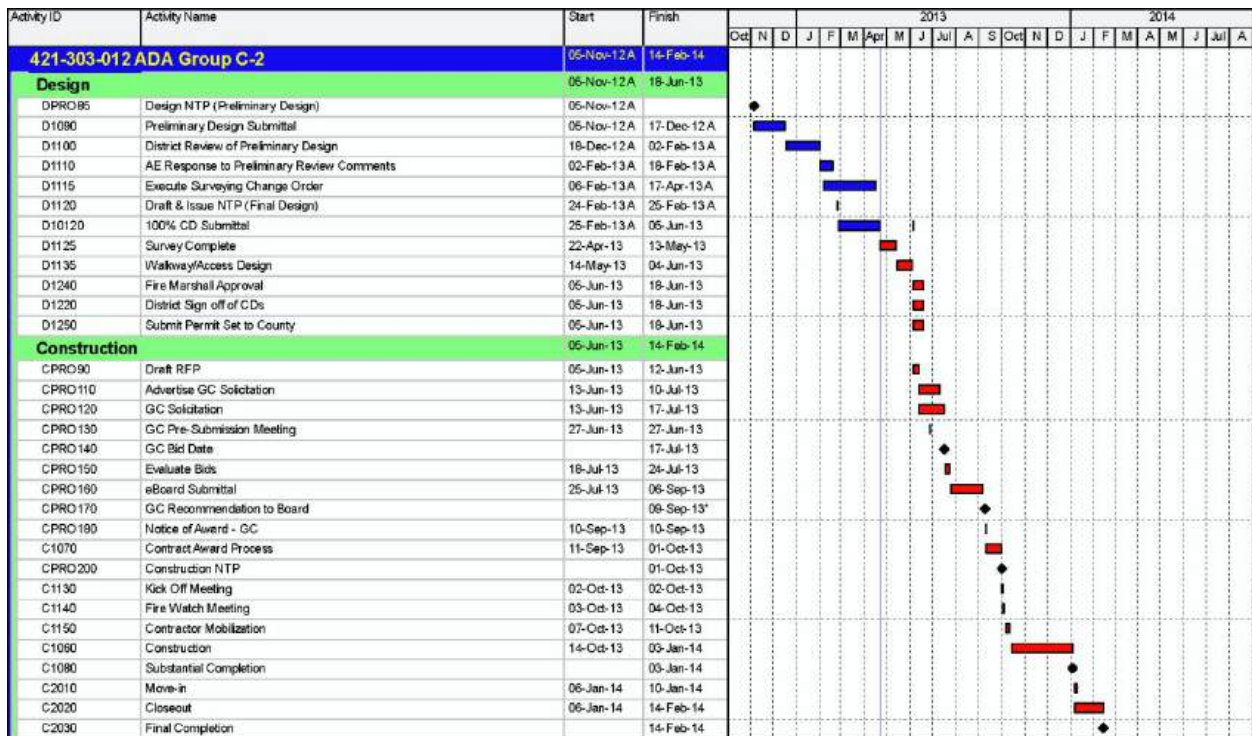 Activity ID Activity Name Start Finish 2013 2014
Oct N D J F M Apr M J Jul A S Oct N D J F M A M J Jul A
421-303-012 ADA Group C-2 05-Nov-12 A 14-Feb-14
Design 05-Nov-12 A 18-Jun-13
DPRO85 Design NTP (Preliminary Design) 05-Nov-12 A
D1090 Preliminary Design Submittal 05-Nov-12 A 17-Dec-12 A
D1100 District Review of Preliminary Design 18-Dec-12 A 02-Feb-13 A
D1110 AE Response to Preliminary Review Comments 02-Feb-13 A 18-Feb-13 A
D1115 Execute Surveying Change Order 06-Feb-13 A 17-Apr-13 A
D1120 Draft & Issue NTP (Final Design) 24-Feb-13 A 25-Feb-13 A
D10120 100% CD Submittal 25-Feb-13 A 05-Jun-13
D1125 Survey Complete 22-Apr-13 13-May-13
D1135 Walkway/Access Design 14-May-13 04-Jun-13
D1240 Fire Marshall Approval 05-Jun-13 18-Jun-13
D1220 District Sign off of CDs 05-Jun-13 18-Jun-13
D1250 Submit Permit Set to County 05-Jun-13 18-Jun-13
Construction 05-Jun-13 14-Feb-14
CPRO90 Draft RFP 05-Jun-13 12-Jun-13
CPRO110 Advertise GC Solicitation 13-Jun-13 10-Jul-13
CPRO120 GC Solicitation 13-Jun-13 17-Jul-13
CPRO130 GC Pre-Submission Meeting 27-Jun-13 27-Jun-13
CPRO140 GC Bid Date 17-Jul-13
CPRO150 Evaluate Bids 18-Jul-13 24-Jul-13
CPRO160 eBoard Submittal 25-Jul-13 06-Sep-13
CPRO170 GC Recommendation to Board 09-Sep-13*
CPRO190 Notice of Award - GC 10-Sep-13 10-Sep-13
C1070 Contract Award Process 11-Sep-13 01-Oct-13
CPRO200 Construction NTP 01-Oct-13
C1130 Kick Off Meeting 02-Oct-13 02-Oct-13
C1140 Fire Watch Meeting 03-Oct-13 04-Oct-13
C1150 Contractor Mobilization 07-Oct-13 11-Oct-13
C1060 Construction 14-Oct-13 03-Jan-14
C1080 Substantial Completion 03-Jan-14
C2010 Move-in 06-Jan-14 10-Jan-14
C2020 Closeout 06-Jan-14 14-Feb-14
C2030 Final Completion 14-Feb-14